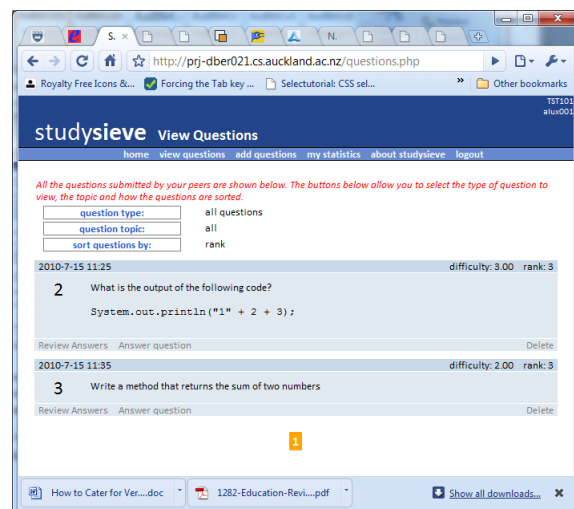 S.
N.
http://prj-dber021.cs.auckland.ac.nz/questions.php
Royalty Free Icons &... Forcing the Tab key ... Selectutorial: CSS sel... » Other bookmarks
TST101
alux001
studysieve View Questions
home view questions add questions my statistics about studysieve logout
All the questions submitted by your peers are shown below. The buttons below allow you to select the type of question to
view, the topic and how the questions are sorted.
question type: all questions
question topic: all
sort questions by: rank
2010-7-15 11:25 difficulty: 3.00 rank: 3
2 What is the output of the following code?
System.out.println("1" + 2 + 3);
Review Answers Answer question Delete
2010-7-15 11:35 difficulty: 2.00 rank: 3
3 Write a method that returns the sum of two numbers
Review Answers Answer question Delete
1
How to Cater for Ver....doc 1282-Education-Revi....pdf Show all downloads...